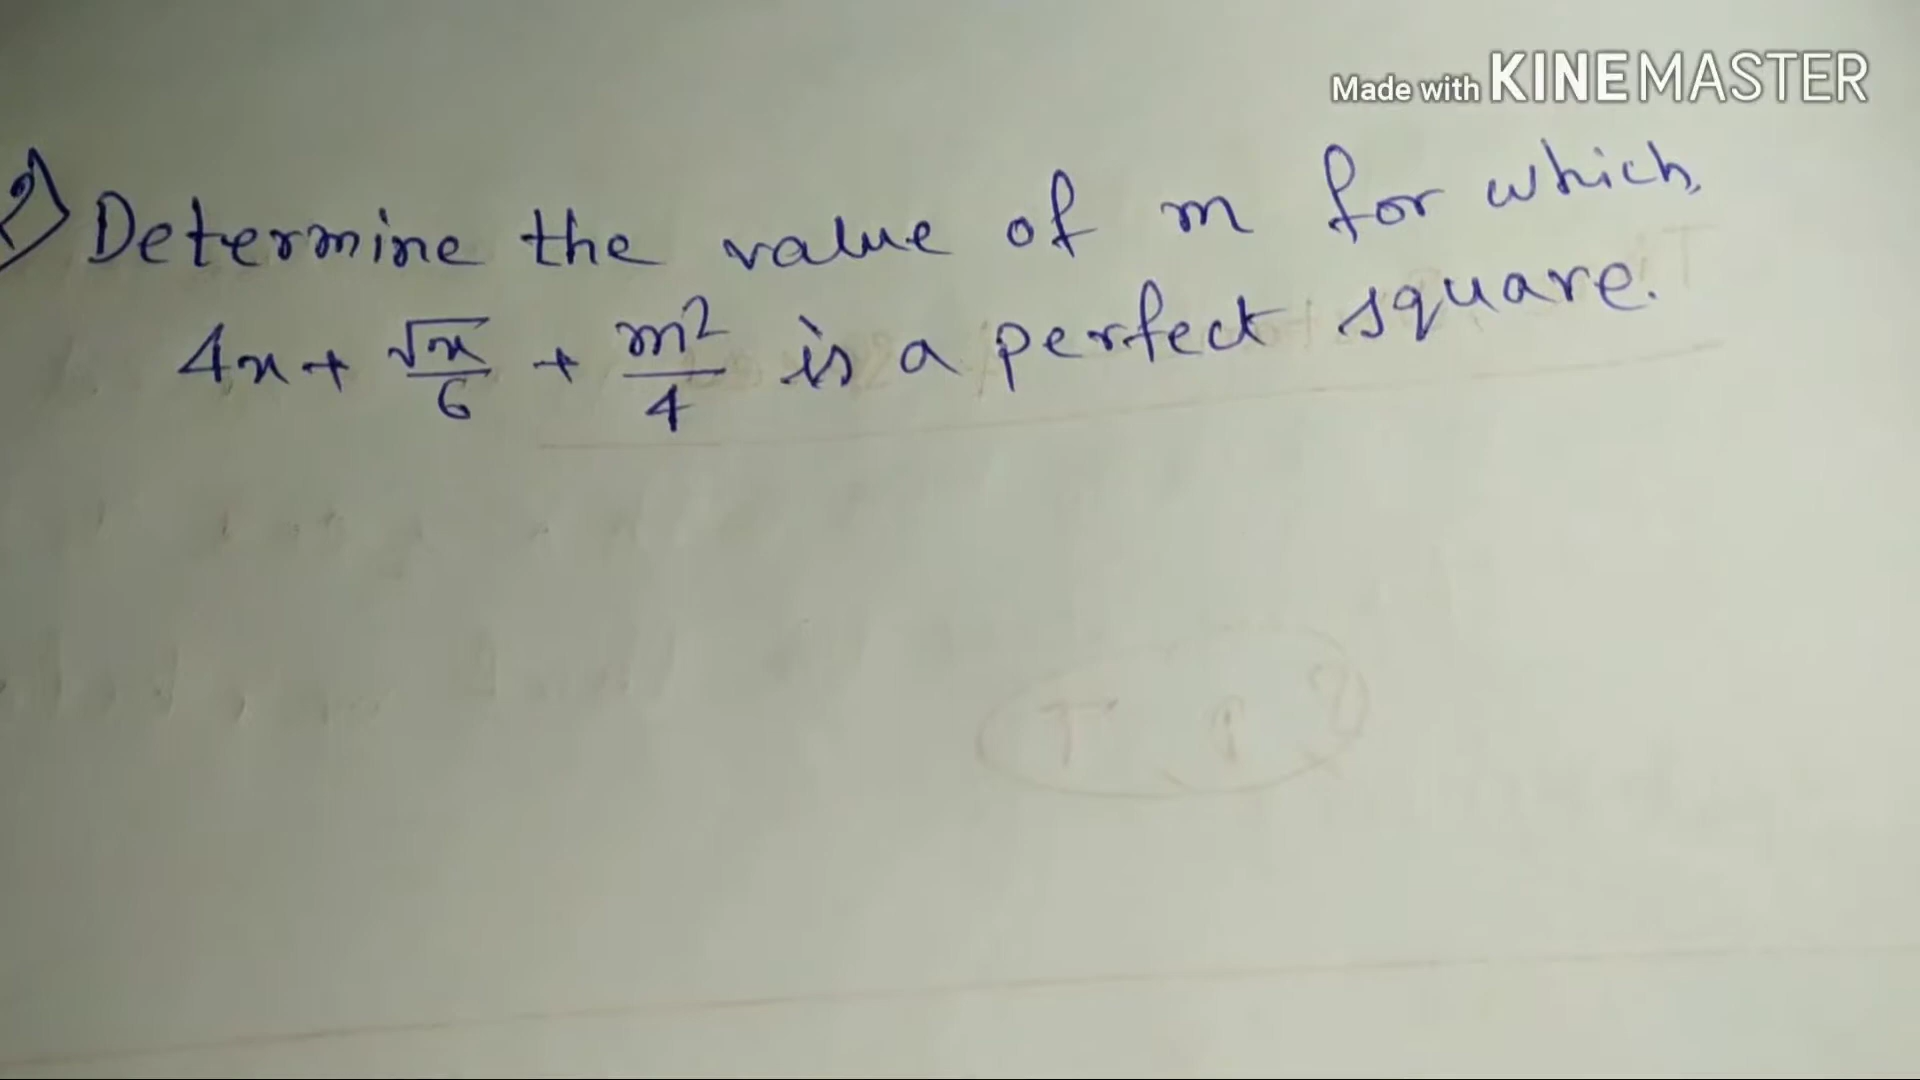 Made with KINEMASTER
Determine the value of m for which
4x + √x/6 + m²/4 is a perfect square.